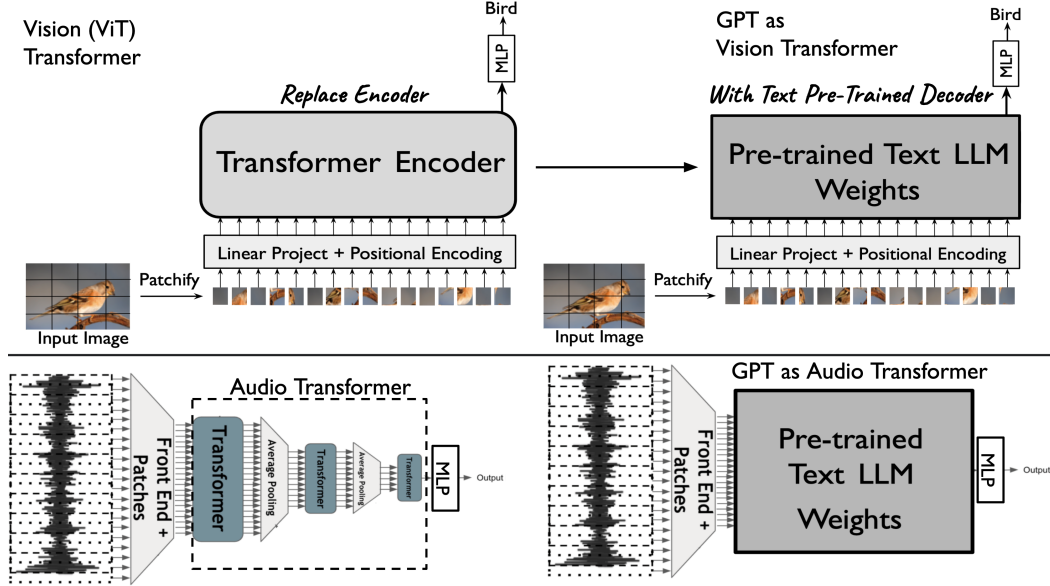 Vision (ViT)
Transformer
Bird
MLP
Replace Encoder
Transformer Encoder
Linear Project + Positional Encoding
Patchify
Input Image
GPT as
Vision Transformer
Bird
MLP
With Text Pre-Trained Decoder
Pre-trained Text LLM
Weights
Linear Project + Positional Encoding
Patchify
Input Image
Audio Transformer
Front End +
Patches
Transformer
Average Pooling
Transformer
Average Pooling
Transformer
MLP
Output
GPT as Audio Transformer
Front End +
Patches
Pre-trained
Text LLM
Weights
MLP
Output